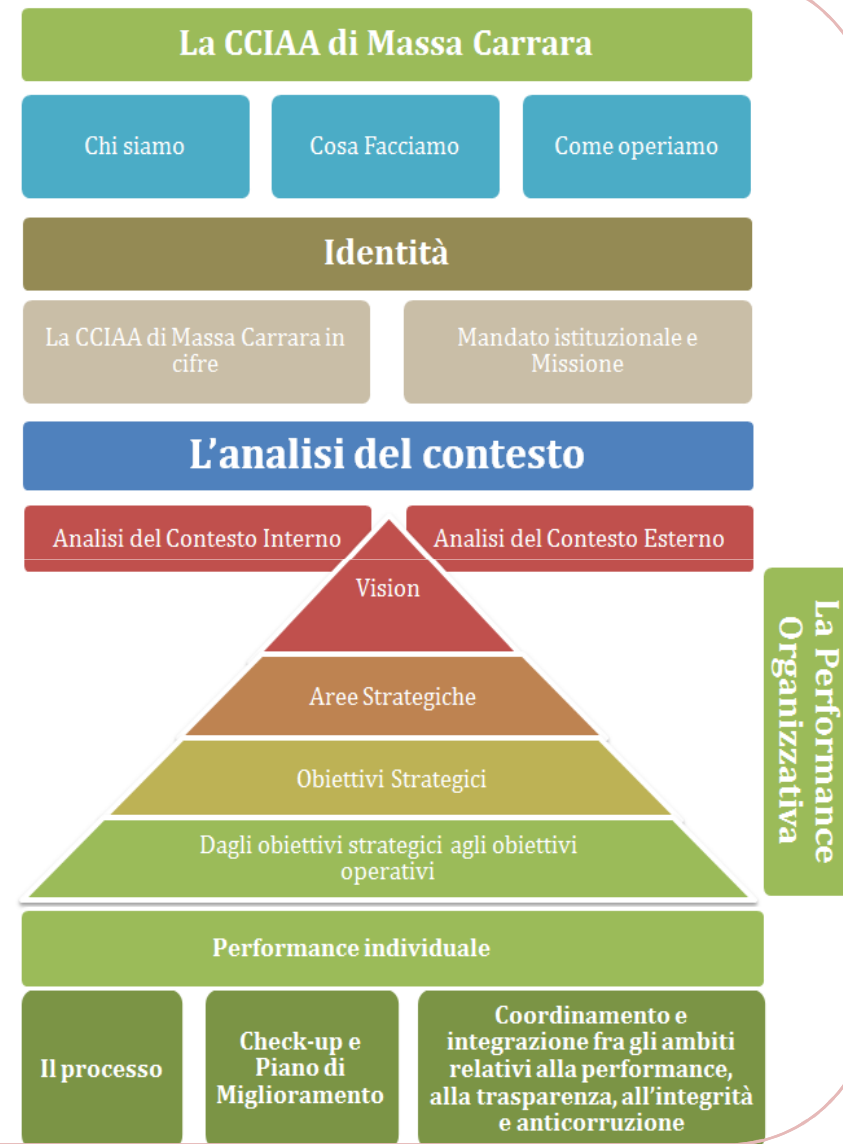 La CCIAA di Massa Carrara
Chi siamo
Cosa Facciamo
Come operiamo
Identità
La CCIAA di Massa Carrara in
cifre
Mandato istituzionale e
Missione
L'analisi del contesto
Analisi del Contesto Interno
Analisi del Contesto Esterno
Vision
Aree Strategiche
Obiettivi Strategici
Dagli obiettivi strategici agli obiettivi
operativi
La Performance
Organizzativa
Performance individuale
Il processo
Check-up e
Piano di
Miglioramento
Coordinamento e
integrazione fra gli ambiti
relativi alla performance,
alla trasparenza, all'integrità
e anticorruzione